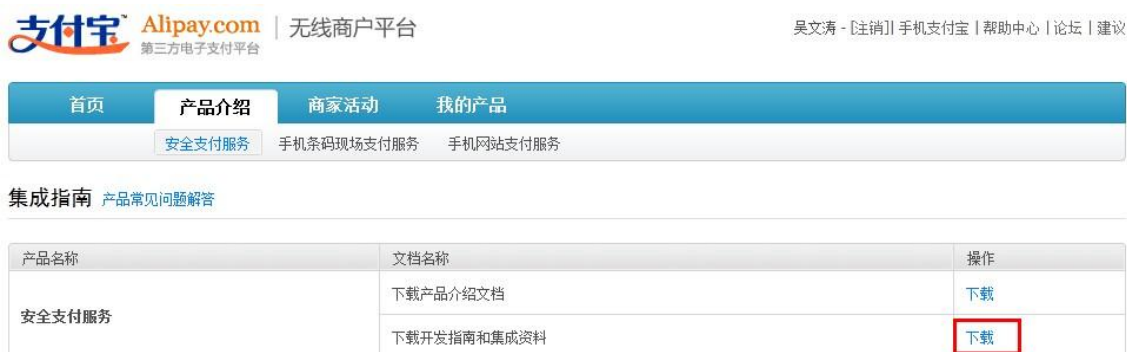 支付宝 Alipay.com 无线商户平台
第三方电子支付平台
吴文涛 - [注销]| 手机支付宝 | 帮助中心 | 论坛 | 建议
首页 产品介绍 商家活动 我的产品
安全支付服务 手机条码现场支付服务 手机网站支付服务
集成指南 产品常见问题解答
产品名称 文档名称 操作
安全支付服务
下载产品介绍文档 下载
下载开发指南和集成资料 下载